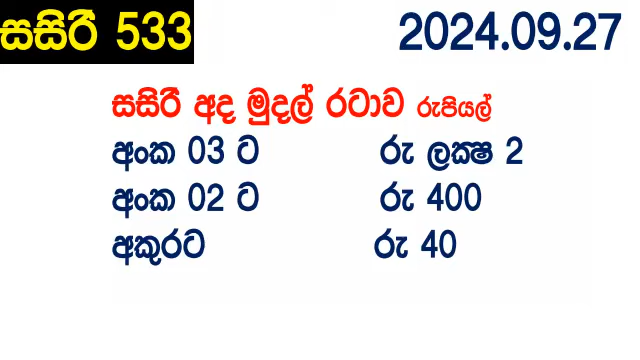 සසිරි 533 2024.09.27
සසිරි අද මුදල් රටාව රුපියල්
අංක 03 ට රු ලක්ෂ 2
අංක 02 ට රු 400
අකුරට රු 40